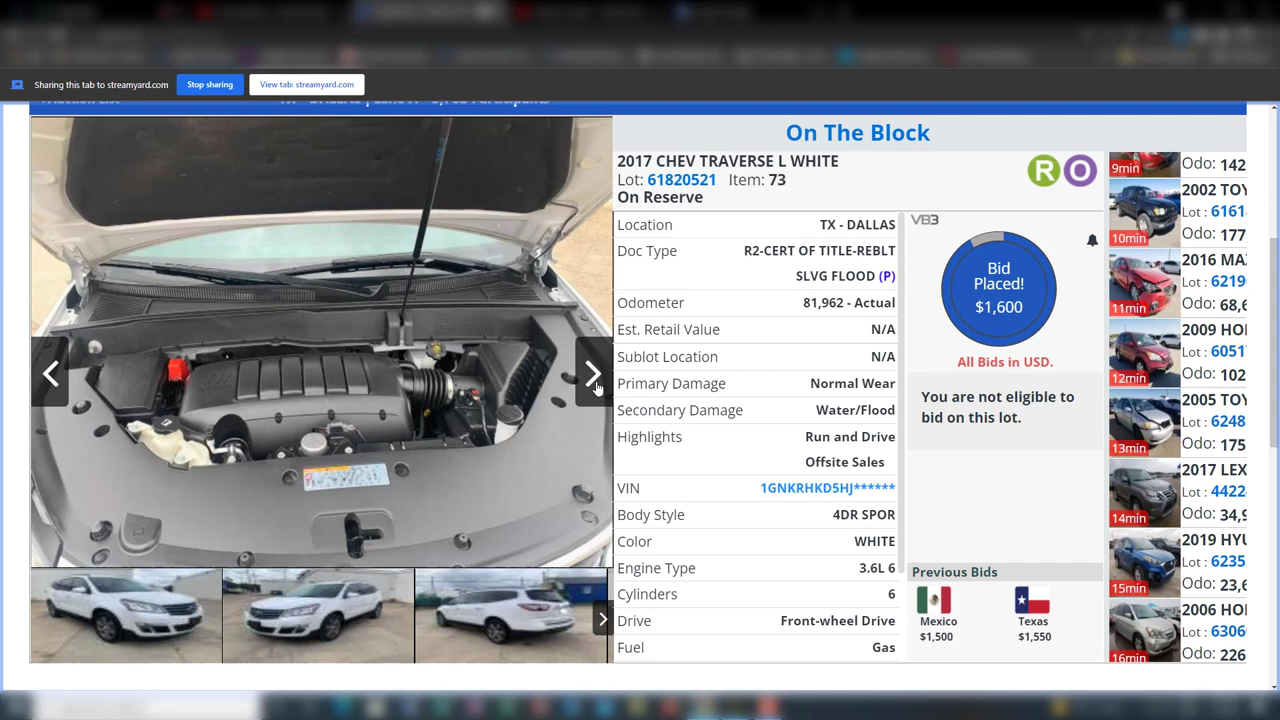 Sharing this tab to streamyard.com
Stop sharing
View tab: streamyard.com
On The Block
2017 CHEV TRAVERSE L WHITE
Lot: 61820521 Item: 73
On Reserve
R O
Location TX - DALLAS
Doc Type R2-CERT OF TITLE-REBLT
SLVG FLOOD (P)
Odometer 81,962 - Actual
Est. Retail Value N/A
Sublot Location N/A
Primary Damage Normal Wear
Secondary Damage Water/Flood
Highlights Run and Drive
Offsite Sales
VIN 1GNKRHKD5HJ******
Body Style 4DR SPOR
Color WHITE
Engine Type 3.6L 6
Cylinders 6
Drive Front-wheel Drive
Fuel Gas
VB3
Bid
Placed!
$1,600
All Bids in USD.
You are not eligible to
bid on this lot.
Previous Bids
Mexico
$1,500
Texas
$1,550
9min
Odo: 142
2002 TOY
Lot : 6161
10min
Odo: 177
2016 MA
Lot : 6219
11min
Odo: 68,6
2009 HO
Lot : 6051
12min
Odo: 102
2005 TOY
Lot : 6248
13min
Odo: 175
2017 LEX
Lot : 4422
14min
Odo: 34,9
2019 HYU
Lot : 6235
15min
Odo: 23,6
2006 HO
Lot : 6306
16min
Odo: 226